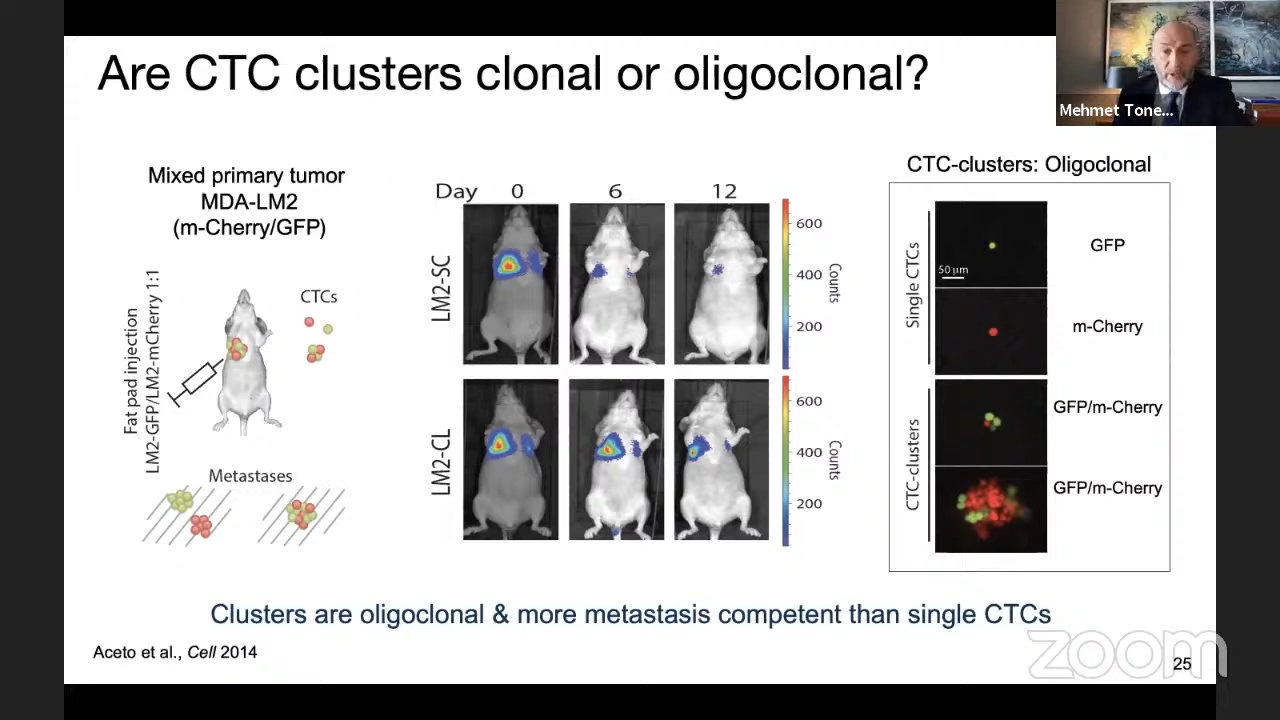 Are CTC clusters clonal or oligoclonal?
Mehmet Tone...
Mixed primary tumor
MDA-LM2
(m-Cherry/GFP)
Fat pad injection
LM2-GFP/LM2-mCherry 1:1
CTCs
Metastases
Day 0 6 12
LM2-SC
LM2-CL
600
400
200
Counts
600
400
200
Counts
CTC-clusters: Oligoclonal
Single CTCs
50 µm
GFP
m-Cherry
CTC-clusters
GFP/m-Cherry
GFP/m-Cherry
Clusters are oligoclonal & more metastasis competent than single CTCs
Aceto et al., Cell 2014
zoom
25